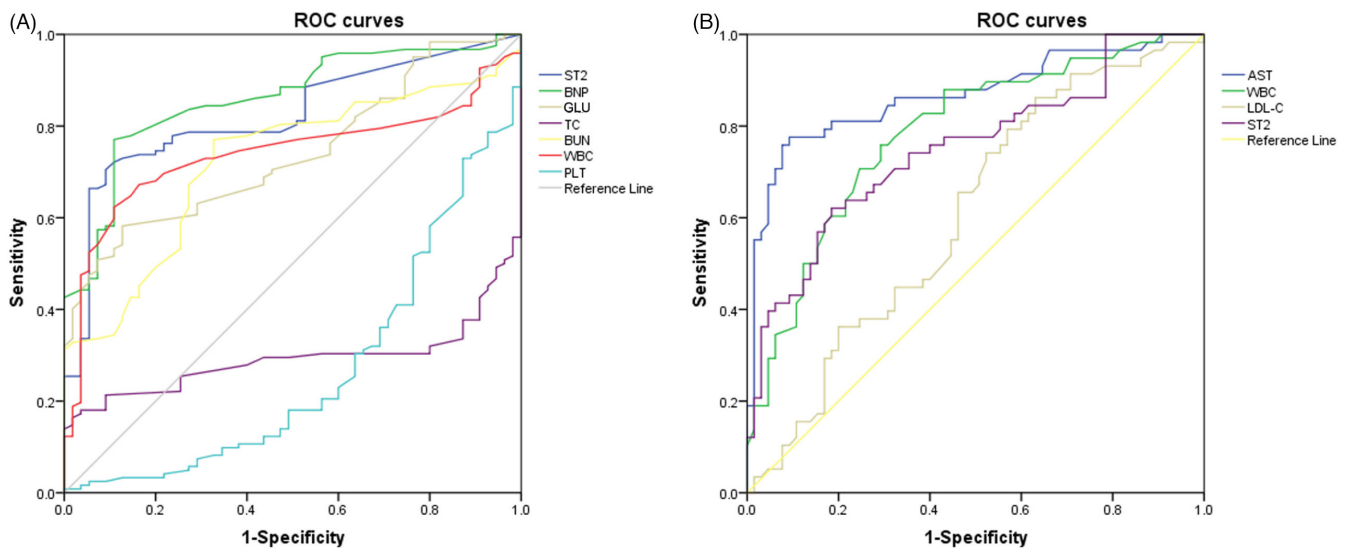 (A)
ROC curves
Sensitivity
1.0
0.8
0.6
0.4
0.2
0.0
0.0 0.2 0.4 0.6 0.8 1.0
1-Specificity
ST2
BNP
GLU
TC
BUN
WBC
PLT
Reference Line
(B)
ROC curves
Sensitivity
1.0
0.8
0.6
0.4
0.2
0.0
0.0 0.2 0.4 0.6 0.8 1.0
1-Specificity
AST
WBC
LDL-C
ST2
Reference Line